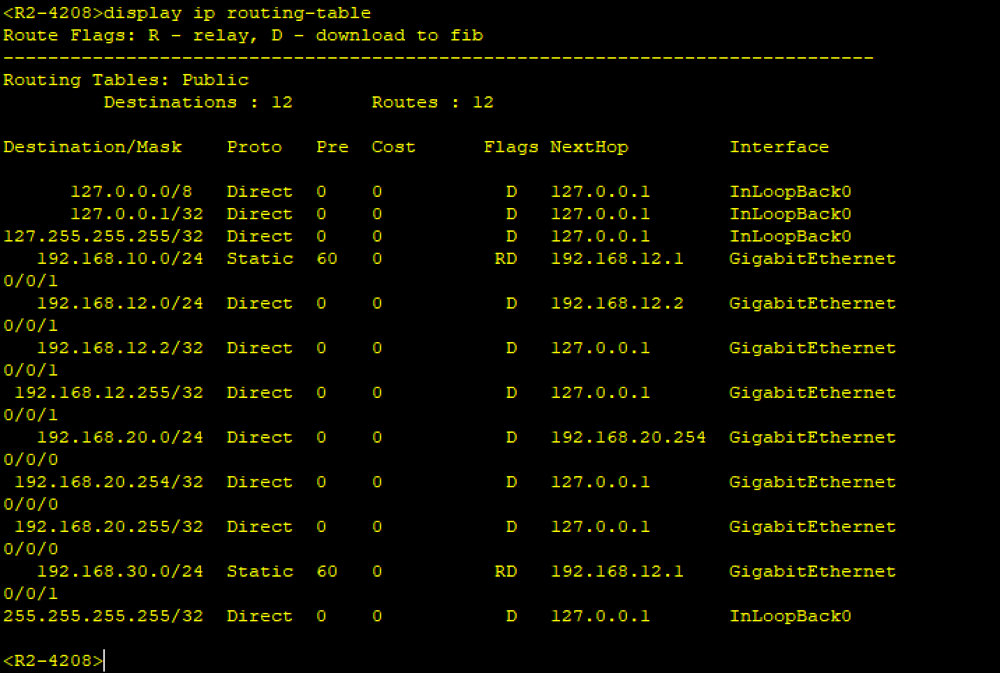 <R2-4208>display ip routing-table
Route Flags: R - relay, D - download to fib
------------------------------------------------------------------------------
Routing Tables: Public
         Destinations : 12       Routes : 12

Destination/Mask    Proto   Pre  Cost      Flags NextHop         Interface

      127.0.0.0/8   Direct  0    0           D   127.0.0.1       InLoopBack0
      127.0.0.1/32  Direct  0    0           D   127.0.0.1       InLoopBack0
127.255.255.255/32  Direct  0    0           D   127.0.0.1       InLoopBack0
   192.168.10.0/24  Static  60   0          RD   192.168.12.1    GigabitEthernet
0/0/1
   192.168.12.0/24  Direct  0    0           D   192.168.12.2    GigabitEthernet
0/0/1
   192.168.12.2/32  Direct  0    0           D   127.0.0.1       GigabitEthernet
0/0/1
 192.168.12.255/32  Direct  0    0           D   127.0.0.1       GigabitEthernet
0/0/1
   192.168.20.0/24  Direct  0    0           D   192.168.20.254  GigabitEthernet
0/0/0
 192.168.20.254/32  Direct  0    0           D   127.0.0.1       GigabitEthernet
0/0/0
 192.168.20.255/32  Direct  0    0           D   127.0.0.1       GigabitEthernet
0/0/0
   192.168.30.0/24  Static  60   0          RD   192.168.12.1    GigabitEthernet
0/0/1
255.255.255.255/32  Direct  0    0           D   127.0.0.1       InLoopBack0

<R2-4208>